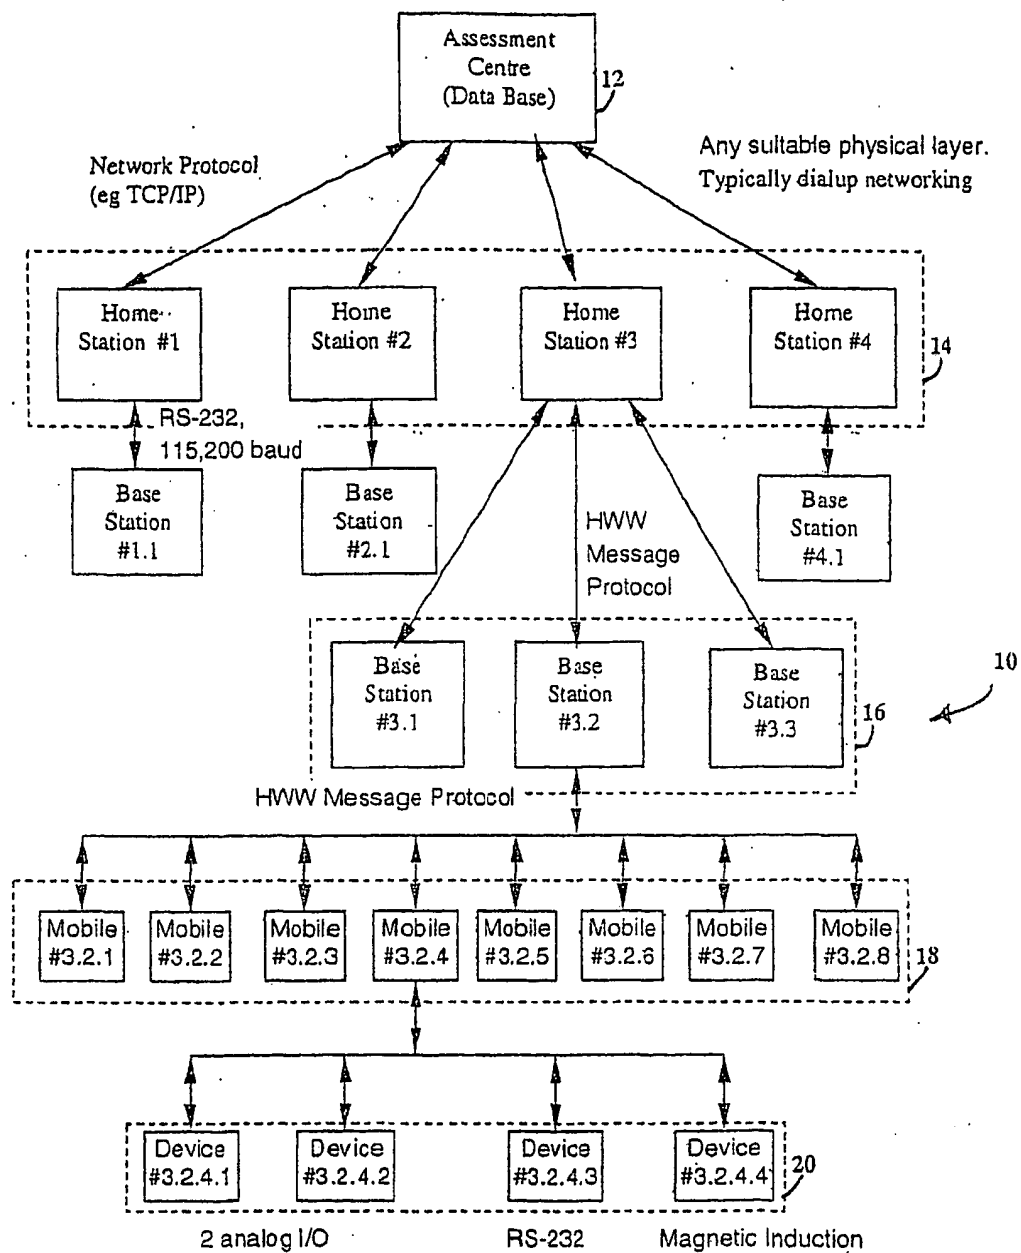 Assessment
Centre
(Data Base)
12
Network Protocol
(eg TCP/IP)
Any suitable physical layer.
Typically dialup networking
Home
Station #1
Home
Station #2
Home
Station #3
Home
Station #4
14
RS-232,
115,200 baud
Base
Station
#1.1
Base
Station
#2.1
HWW
Message
Protocol
Base
Station
#4.1
Base
Station
#3.1
Base
Station
#3.2
Base
Station
#3.3
16
10
HWW Message Protocol
Mobile
#3.2.1
Mobile
#3.2.2
Mobile
#3.2.3
Mobile
#3.2.4
Mobile
#3.2.5
Mobile
#3.2.6
Mobile
#3.2.7
Mobile
#3.2.8
18
Device
#3.2.4.1
Device
#3.2.4.2
Device
#3.2.4.3
Device
#3.2.4.4
20
2 analog I/O
RS-232
Magnetic Induction